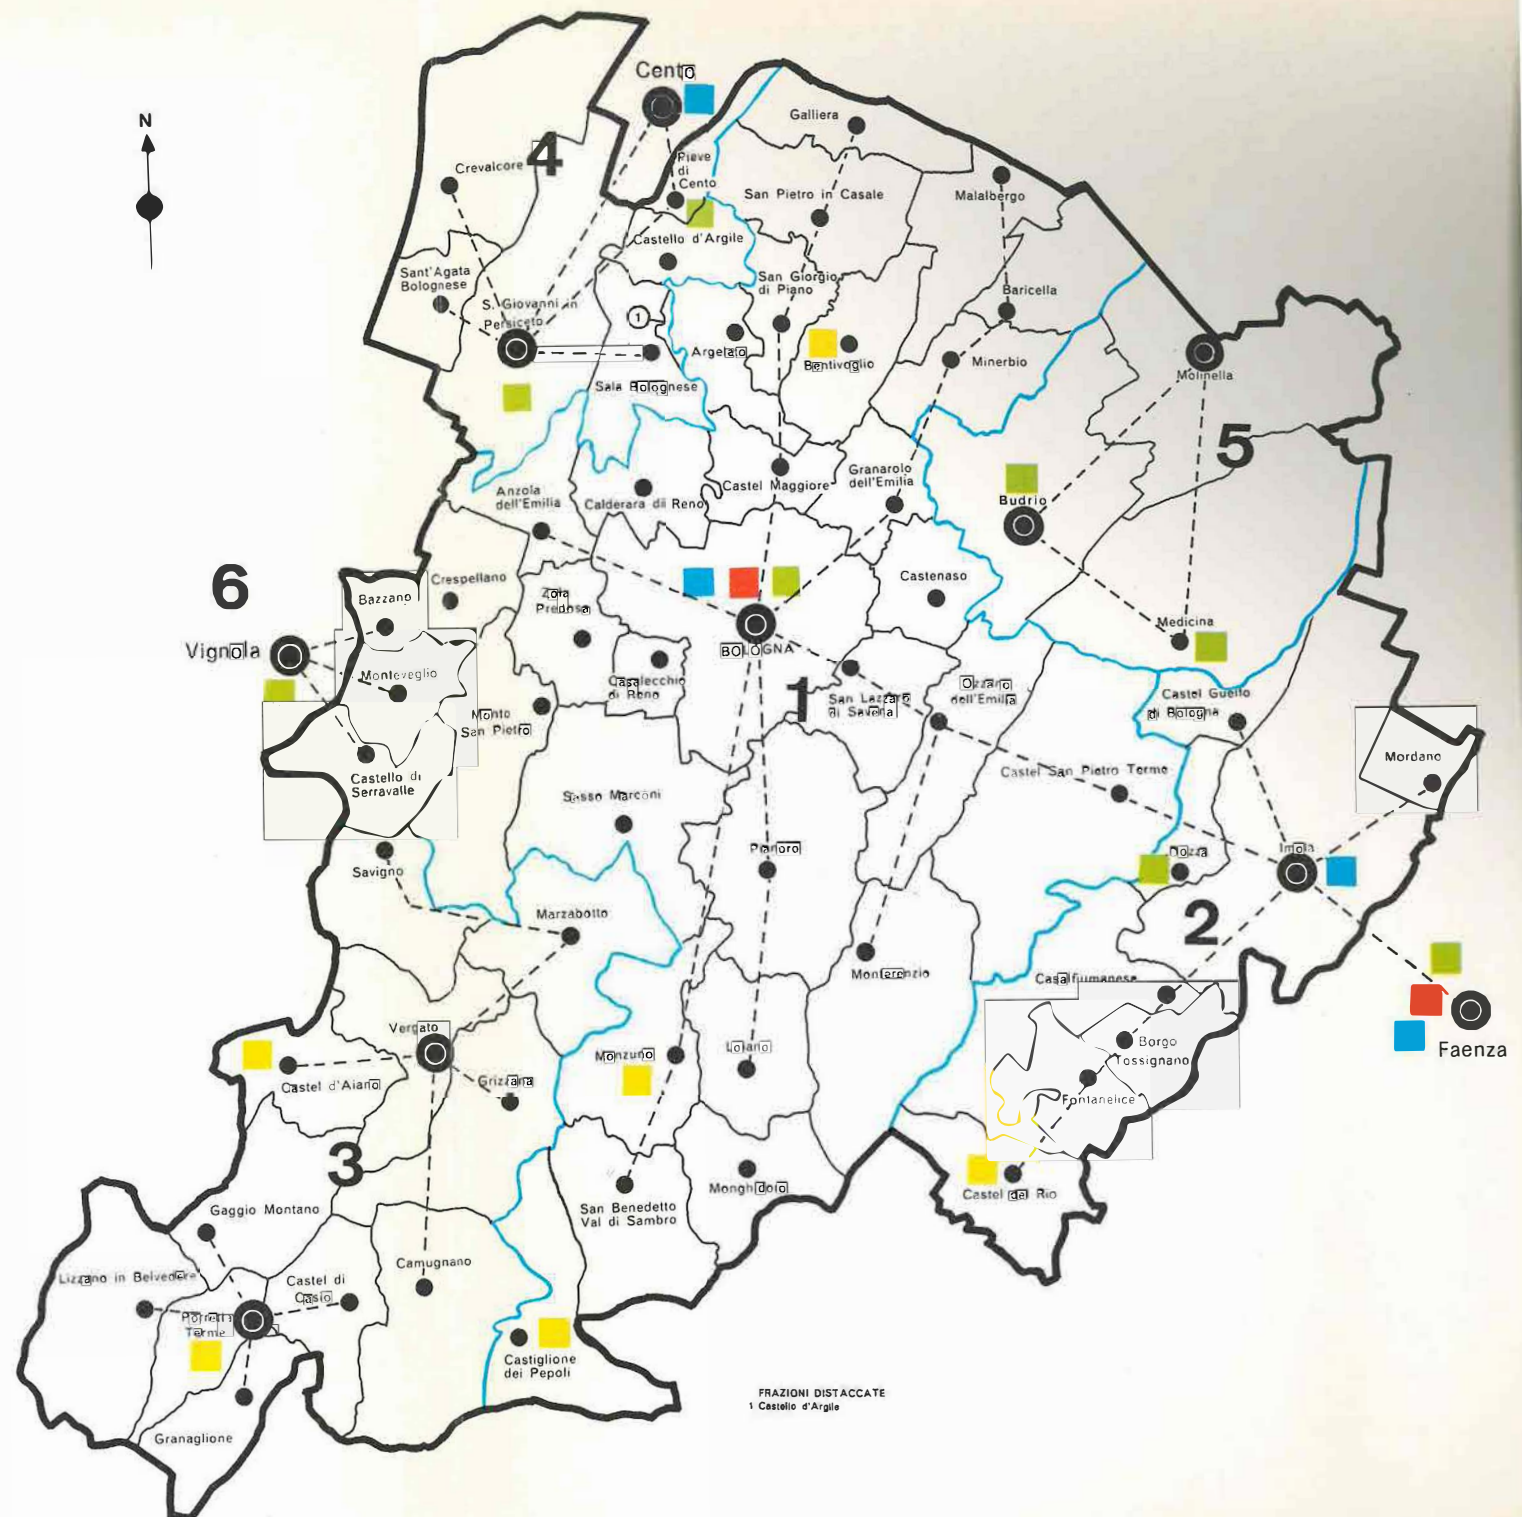 N
Cento
Galliera
4
Crevalcore
Pieve
di
Cento
San Pietro in Casale
Malalbergo
Castello d'Argile
Sant'Agata
Bolognese
San Giorgio
di Piano
Baricella
S. Giovanni in
Persiceto
1
Argelato
Bentivoglio
Minerbio
Molinella
Sala Bolognese
5
Anzola
dell'Emilia
Calderara di Reno
Castel Maggiore
Granarolo
dell'Emilia
Budrio
6
Bazzano
Crespellano
Zola
Predosa
Castenaso
Medicina
Vignola
Monteveglio
BOLOGNA
Casalecchio
di Reno
1
San Lazzaro
di Savena
Ozzano
dell'Emilia
Castel Guelfo
di Bologna
Monte
San Pietro
Mordano
Castello di
Serravalle
Sasso Marconi
Castel San Pietro Terme
Savigno
Pianoro
Dozza
Imola
Marzabotto
2
Monterenzio
Casalfiumanese
Vergato
Monzuno
Loiano
Borgo
Tossignano
Faenza
Castel d'Aiano
Grizzana
Fontanelice
3
Gaggio Montano
San Benedetto
Val di Sambro
Monghidoro
Castel del Rio
Lizzano in Belvedere
Castel di
Casio
Camugnano
Porretta
Terme
Castiglione
dei Pepoli
Granaglione
FRAZIONI DISTACCATE
1 Castello d'Argile